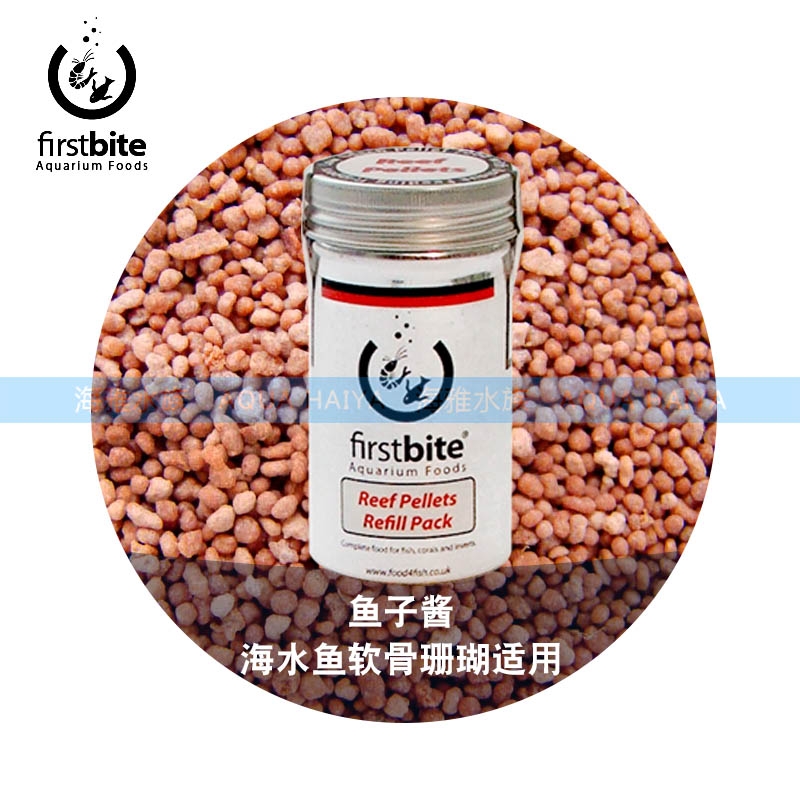 firstbite
Aquarium Foods
Reef
Pellets
firstbite®
Aquarium Foods
Reef Pellets
Refill Pack
Complete food for fish, corals and inverts.
www.food4fish.co.uk
鱼子酱
海水鱼软骨珊瑚适用